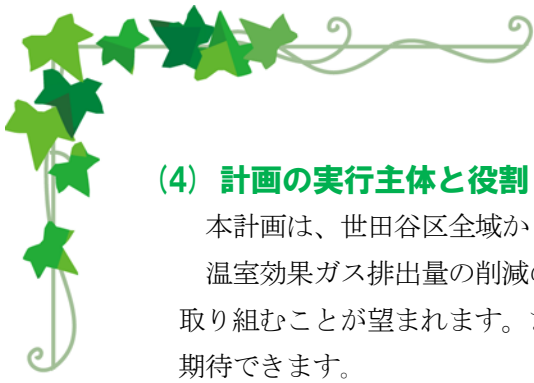 (4) 計画の実行主体と役割
本計画は、世田谷区全域か
温室効果ガス排出量の削減
取り組むことが望まれます。
期待できます。